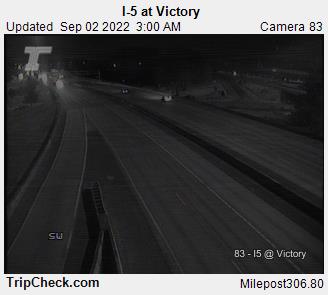 I-5 at Victory
Updated Sep 02 2022 3:00 AM Camera 83
T
SW
83 - I5 @ Victory
TripCheck.com Milepost306.80